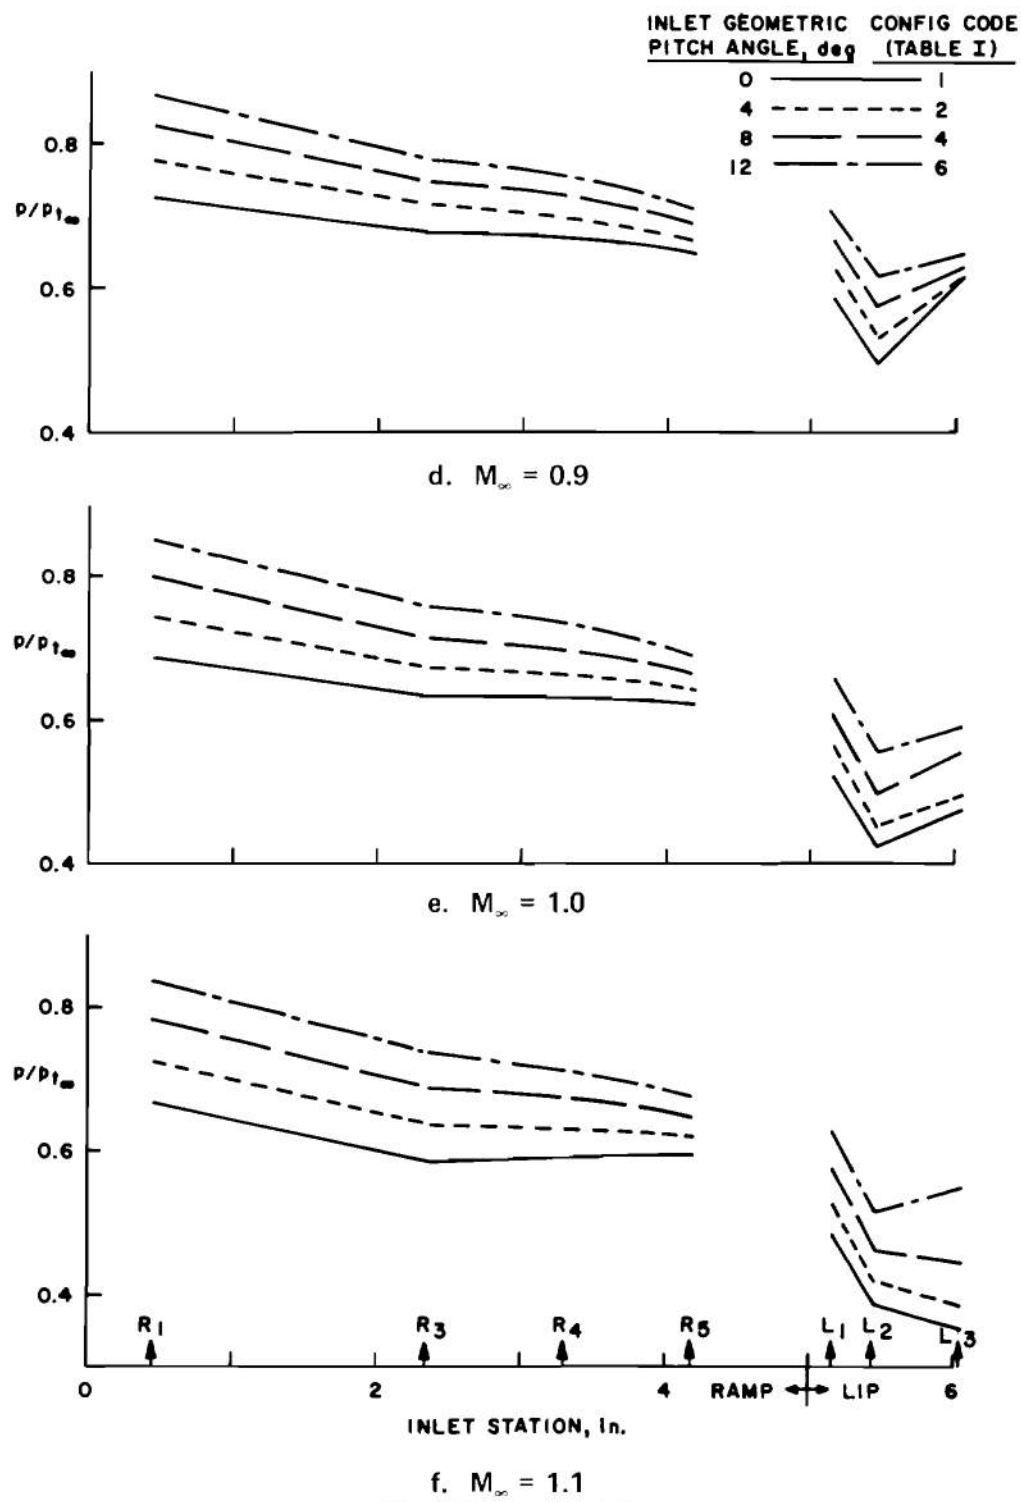 INLET GEOMETRIC CONFIG CODE
PITCH ANGLE, deg (TABLE I)
0 1
4 2
8 4
12 6
0.8
p/pt∞
0.6
0.4
d. M∞ = 0.9
0.8
p/pt∞
0.6
0.4
e. M∞ = 1.0
0.8
p/pt∞
0.6
0.4
R1 R3 R4 R5 L1 L2 L3
0 2 4 RAMP LIP 6
INLET STATION, in.
f. M∞ = 1.1